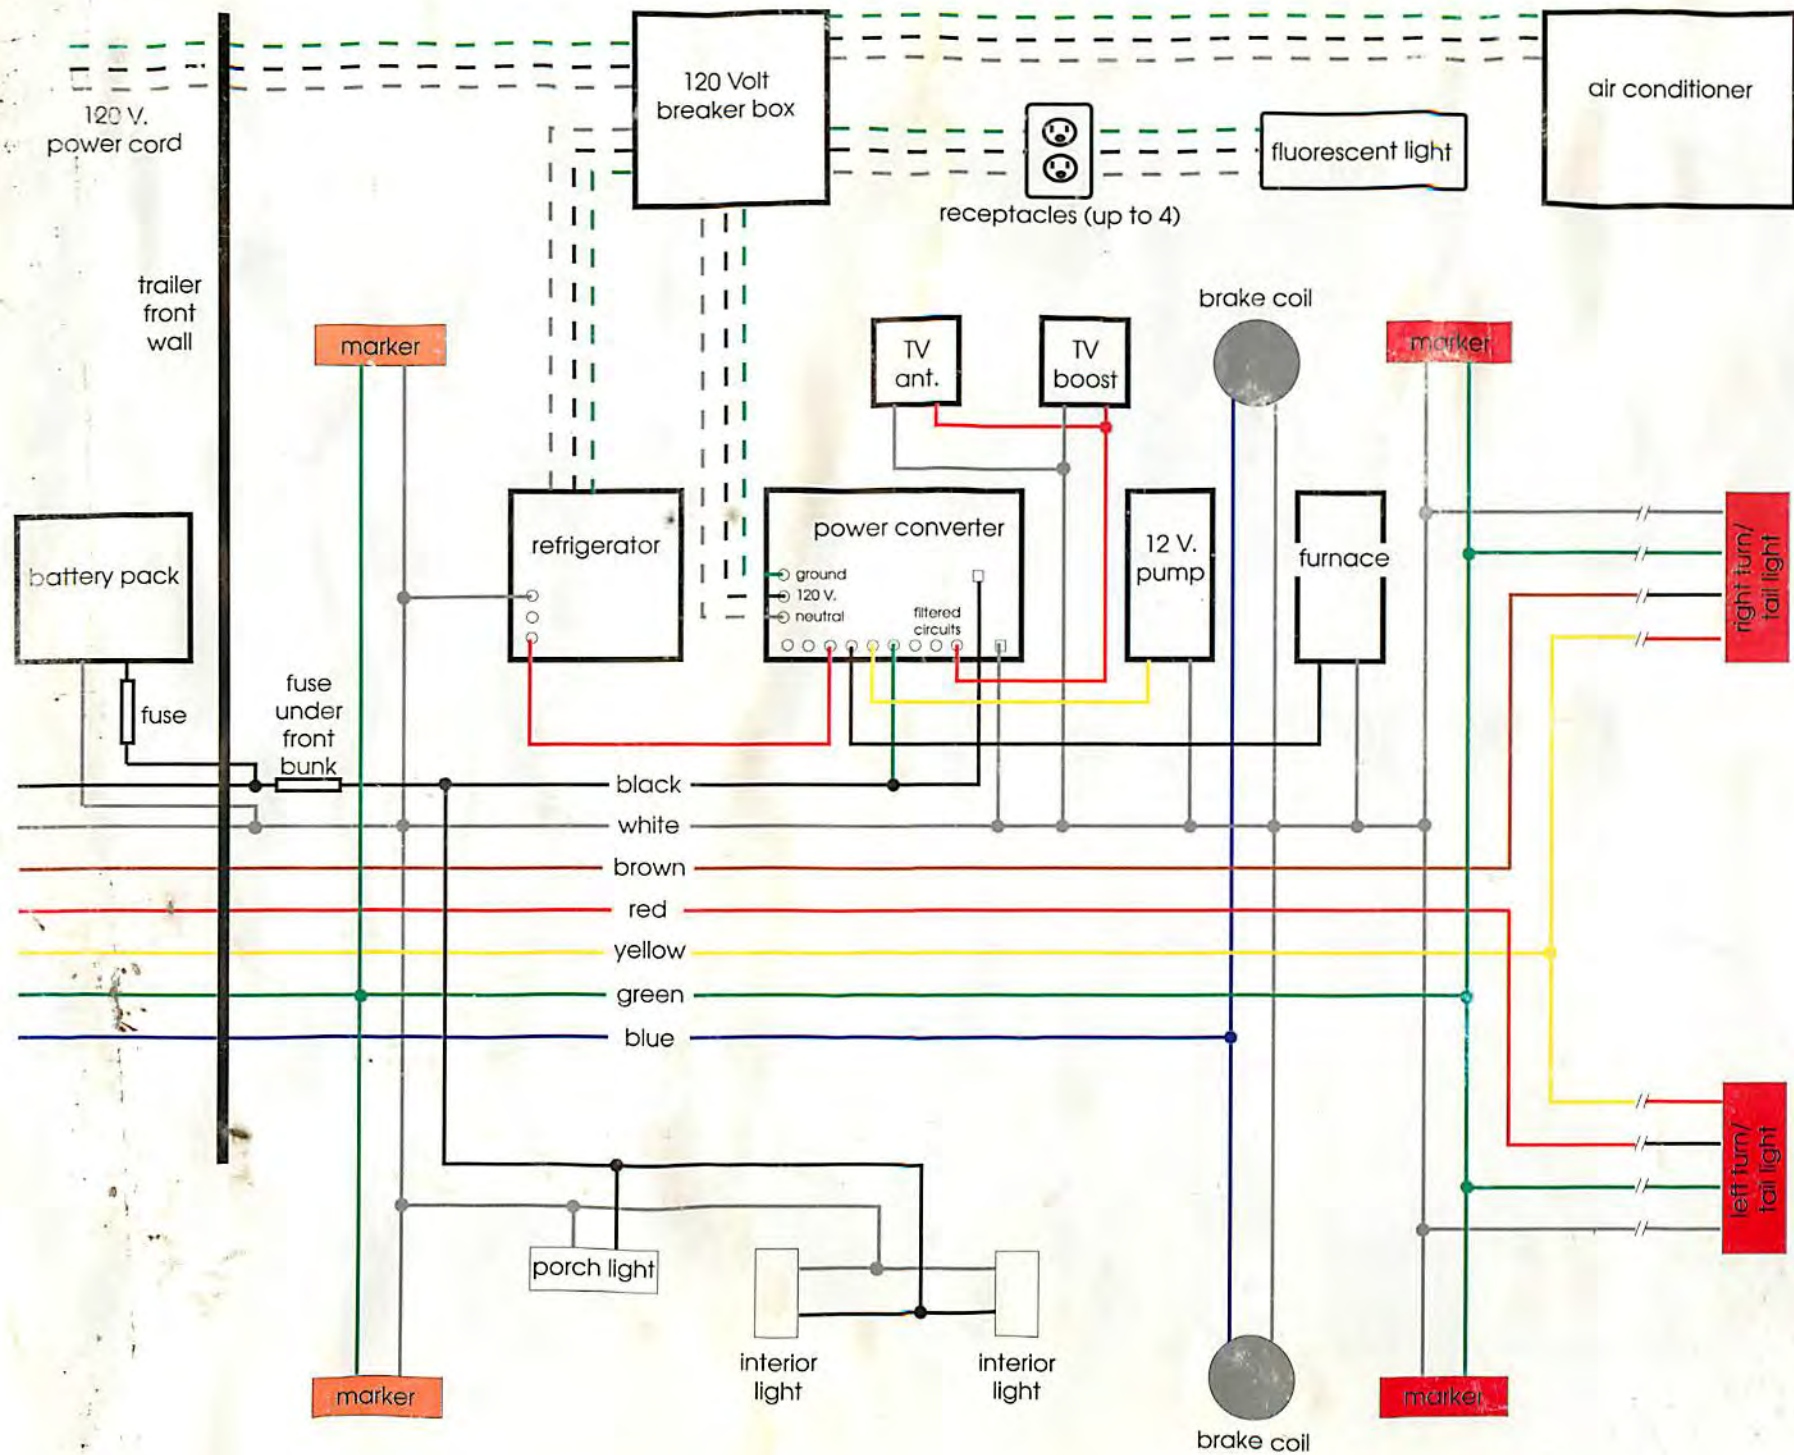 120 Volt
breaker box
air conditioner
120 V.
power cord
fluorescent light
receptacles (up to 4)
trailer
front
wall
brake coil
marker
TV
ant.
TV
boost
marker
battery pack
refrigerator
power converter
ground
120 V.
neutral
filtered
circuits
12 V.
pump
furnace
right turn/
tail light
fuse
fuse
under
front
bunk
black
white
brown
red
yellow
green
blue
left turn/
tail light
porch light
interior
light
interior
light
marker
brake coil
marker